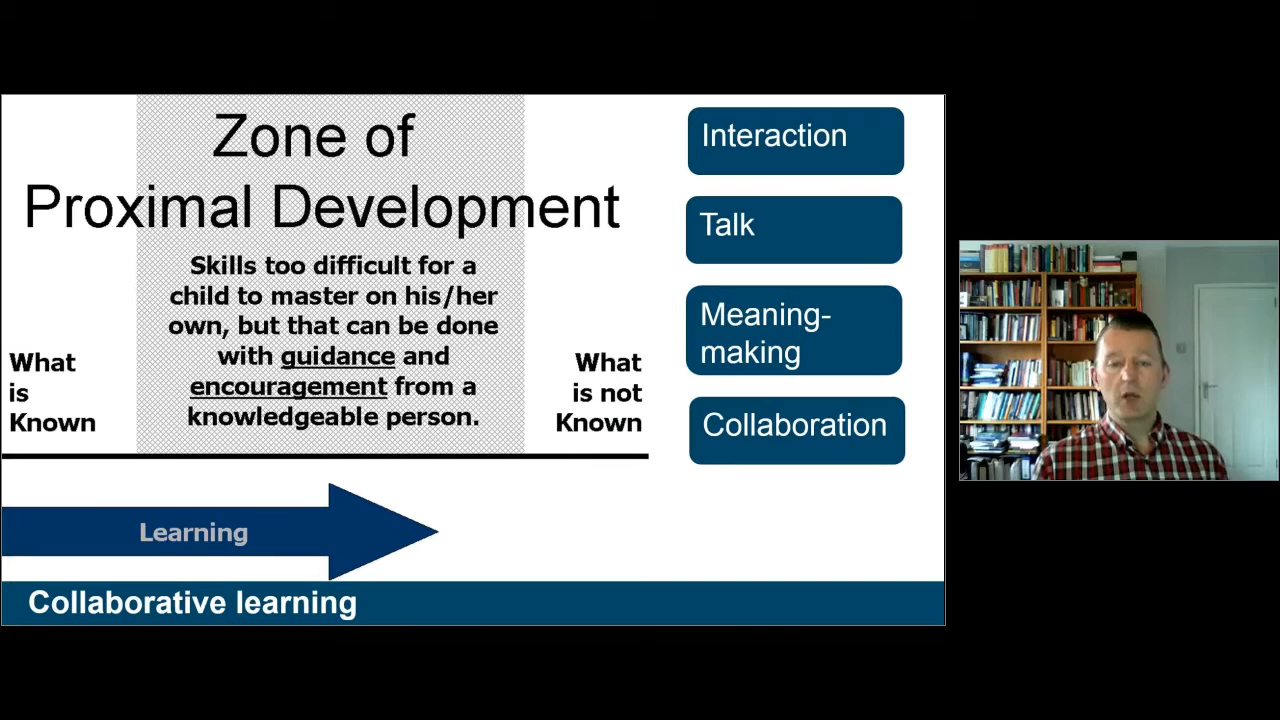 Zone of
Proximal Development
Skills too difficult for a
child to master on his/her
own, but that can be done
with guidance and
encouragement from a
knowledgeable person.
What
is
Known
What
is not
Known
Learning
Interaction
Talk
Meaning-
making
Collaboration
Collaborative learning